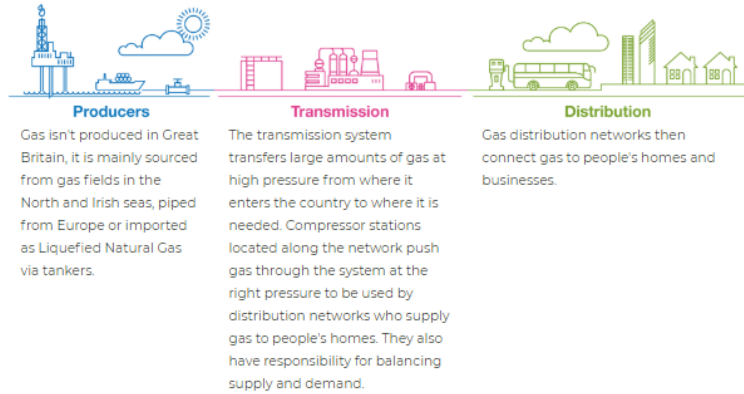 Producers
Gas isn't produced in Great
Britain, it is mainly sourced
from gas fields in the
North and Irish seas, piped
from Europe or imported
as Liquefied Natural Gas
via tankers.
Transmission
The transmission system
transfers large amounts of gas at
high pressure from where it
enters the country to where it is
needed. Compressor stations
located along the network push
gas through the system at the
right pressure to be used by
distribution networks who supply
gas to people's homes. They also
have responsibility for balancing
supply and demand.
Distribution
Gas distribution networks then
connect gas to people's homes and
businesses.